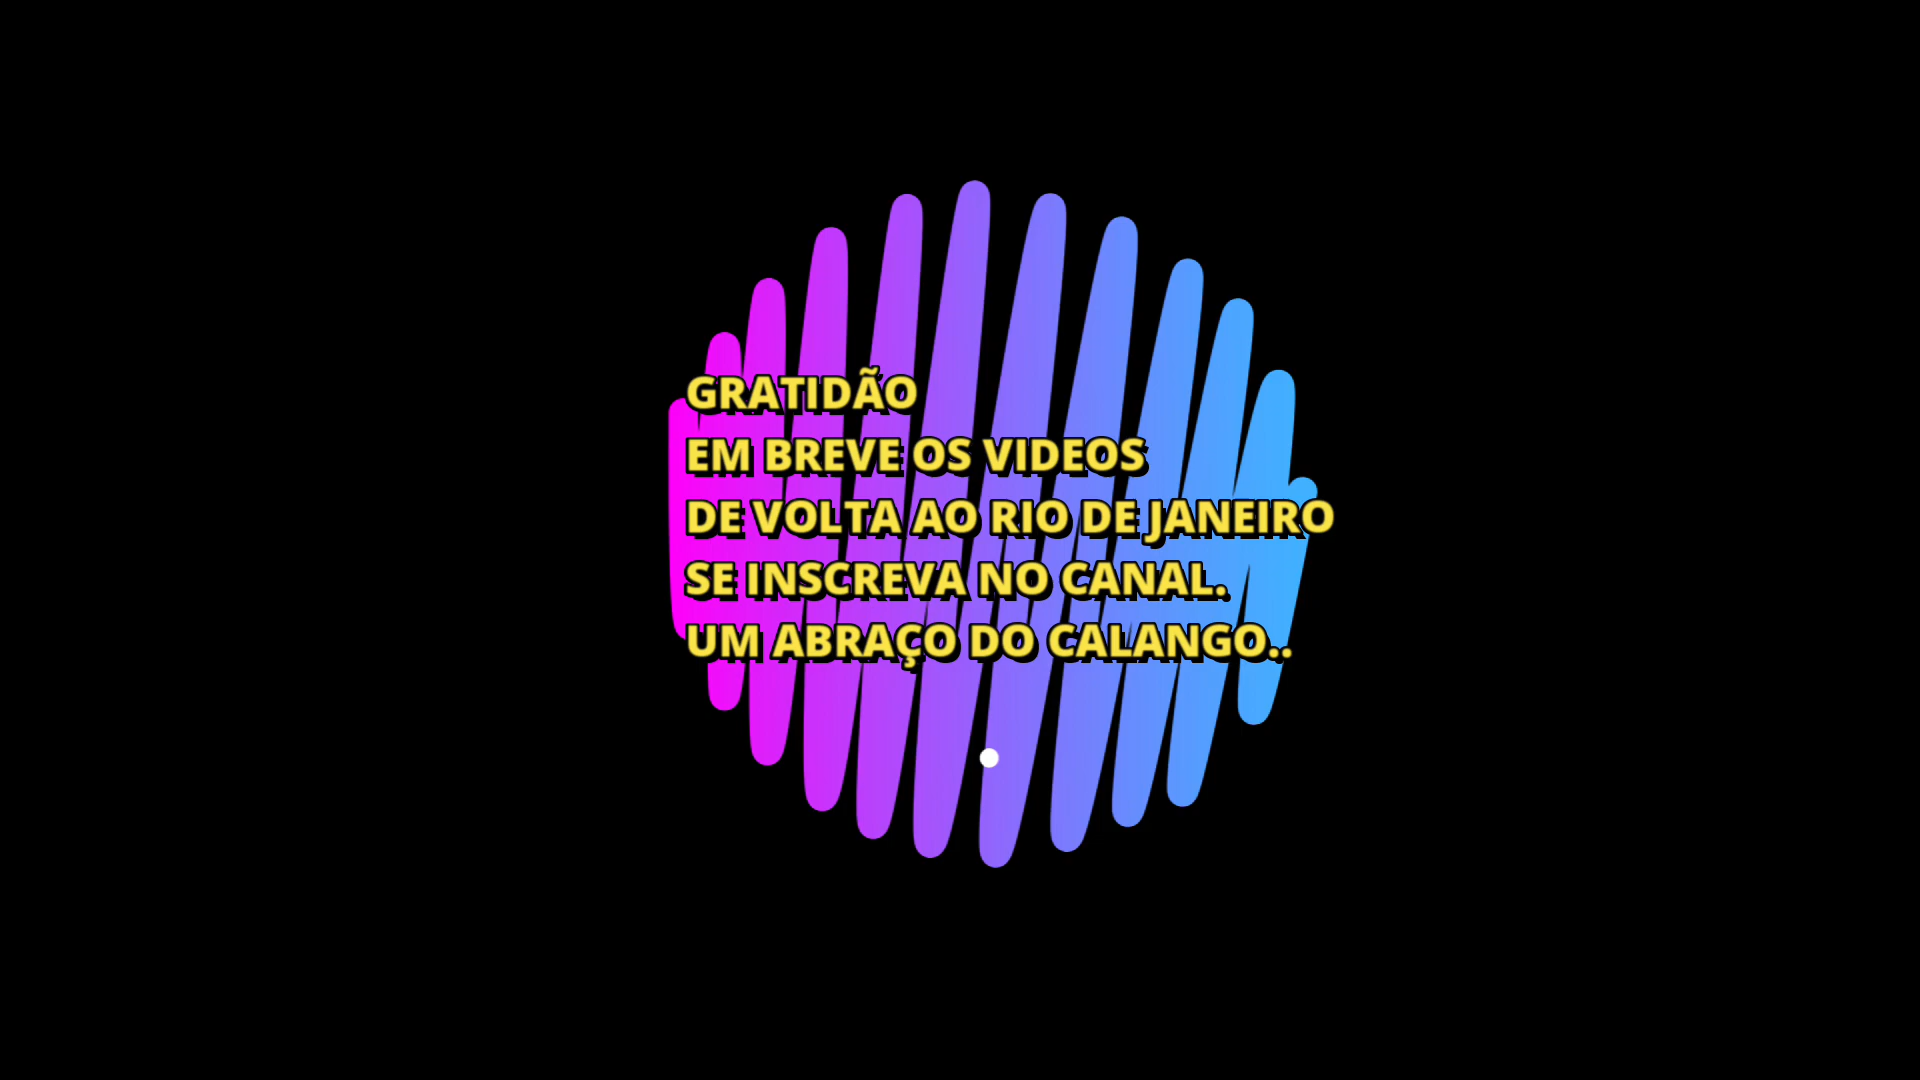 GRATIDÃO
EM BREVE OS VIDEOS
DE VOLTA AO RIO DE JANEIRO
SE INSCREVA NO CANAL.
UM ABRAÇO DO CALANGO..